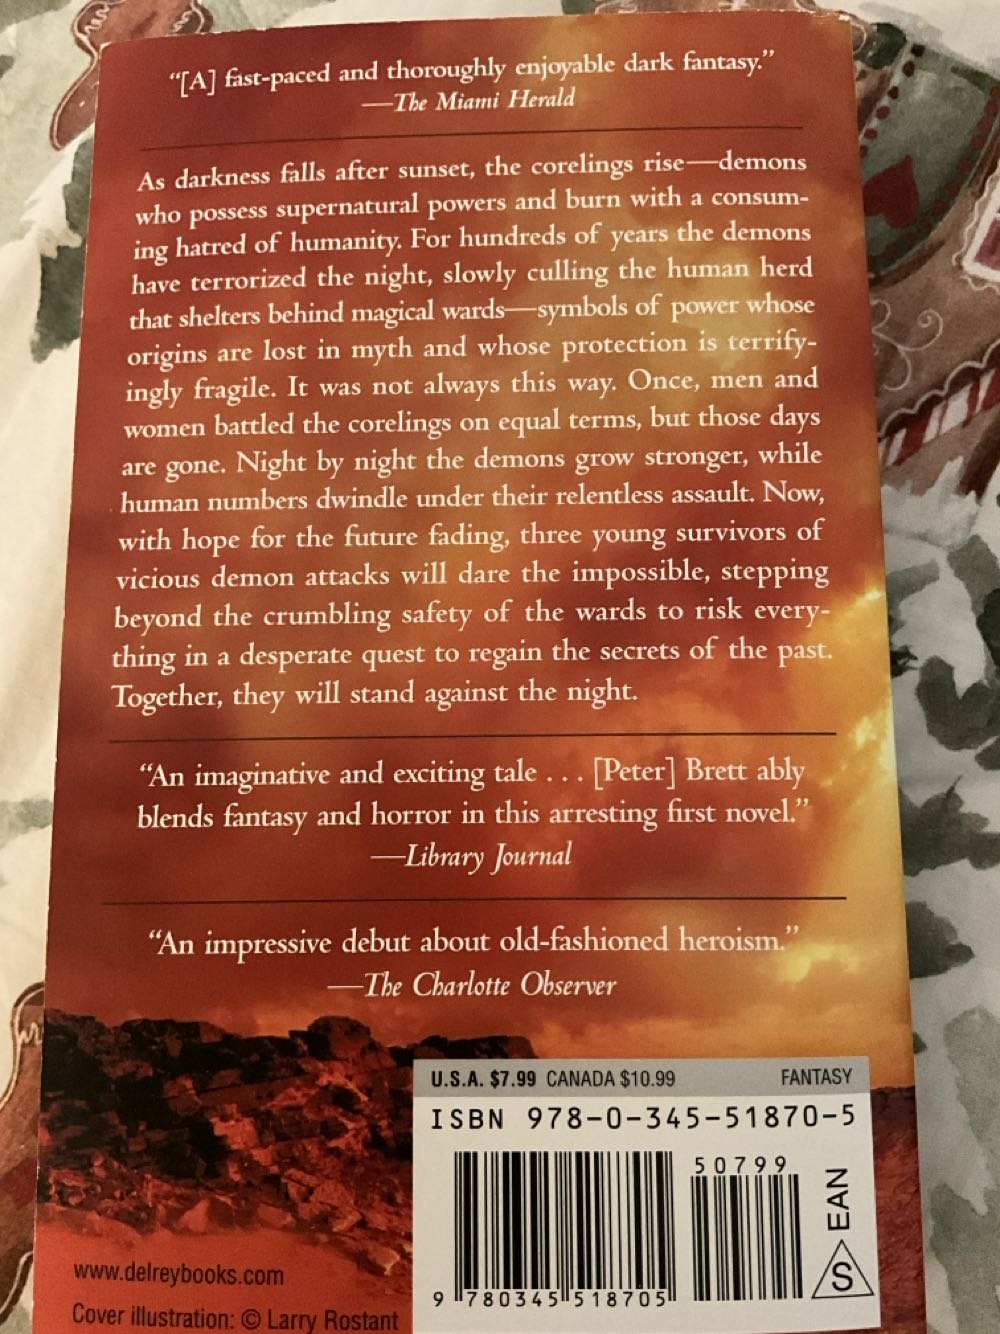 “[A] fast-paced and thoroughly enjoyable dark fantasy.”
—The Miami Herald
As darkness falls after sunset, the corelings rise—demons
who possess supernatural powers and burn with a consum-
ing hatred of humanity. For hundreds of years the demons
have terrorized the night, slowly culling the human herd
that shelters behind magical wards—symbols of power whose
origins are lost in myth and whose protection is terrify-
ingly fragile. It was not always this way. Once, men and
women battled the corelings on equal terms, but those days
are gone. Night by night the demons grow stronger, while
human numbers dwindle under their relentless assault. Now,
with hope for the future fading, three young survivors of
vicious demon attacks will dare the impossible, stepping
beyond the crumbling safety of the wards to risk every-
thing in a desperate quest to regain the secrets of the past.
Together, they will stand against the night.
“An imaginative and exciting tale . . . [Peter] Brett ably
blends fantasy and horror in this arresting first novel.”
—Library Journal
“An impressive debut about old-fashioned heroism.”
—The Charlotte Observer
U.S.A. $7.99 CANADA $10.99 FANTASY
ISBN 978-0-345-51870-5
50799
9 780345 518705
EAN
S
www.delreybooks.com
Cover illustration: © Larry Rostant